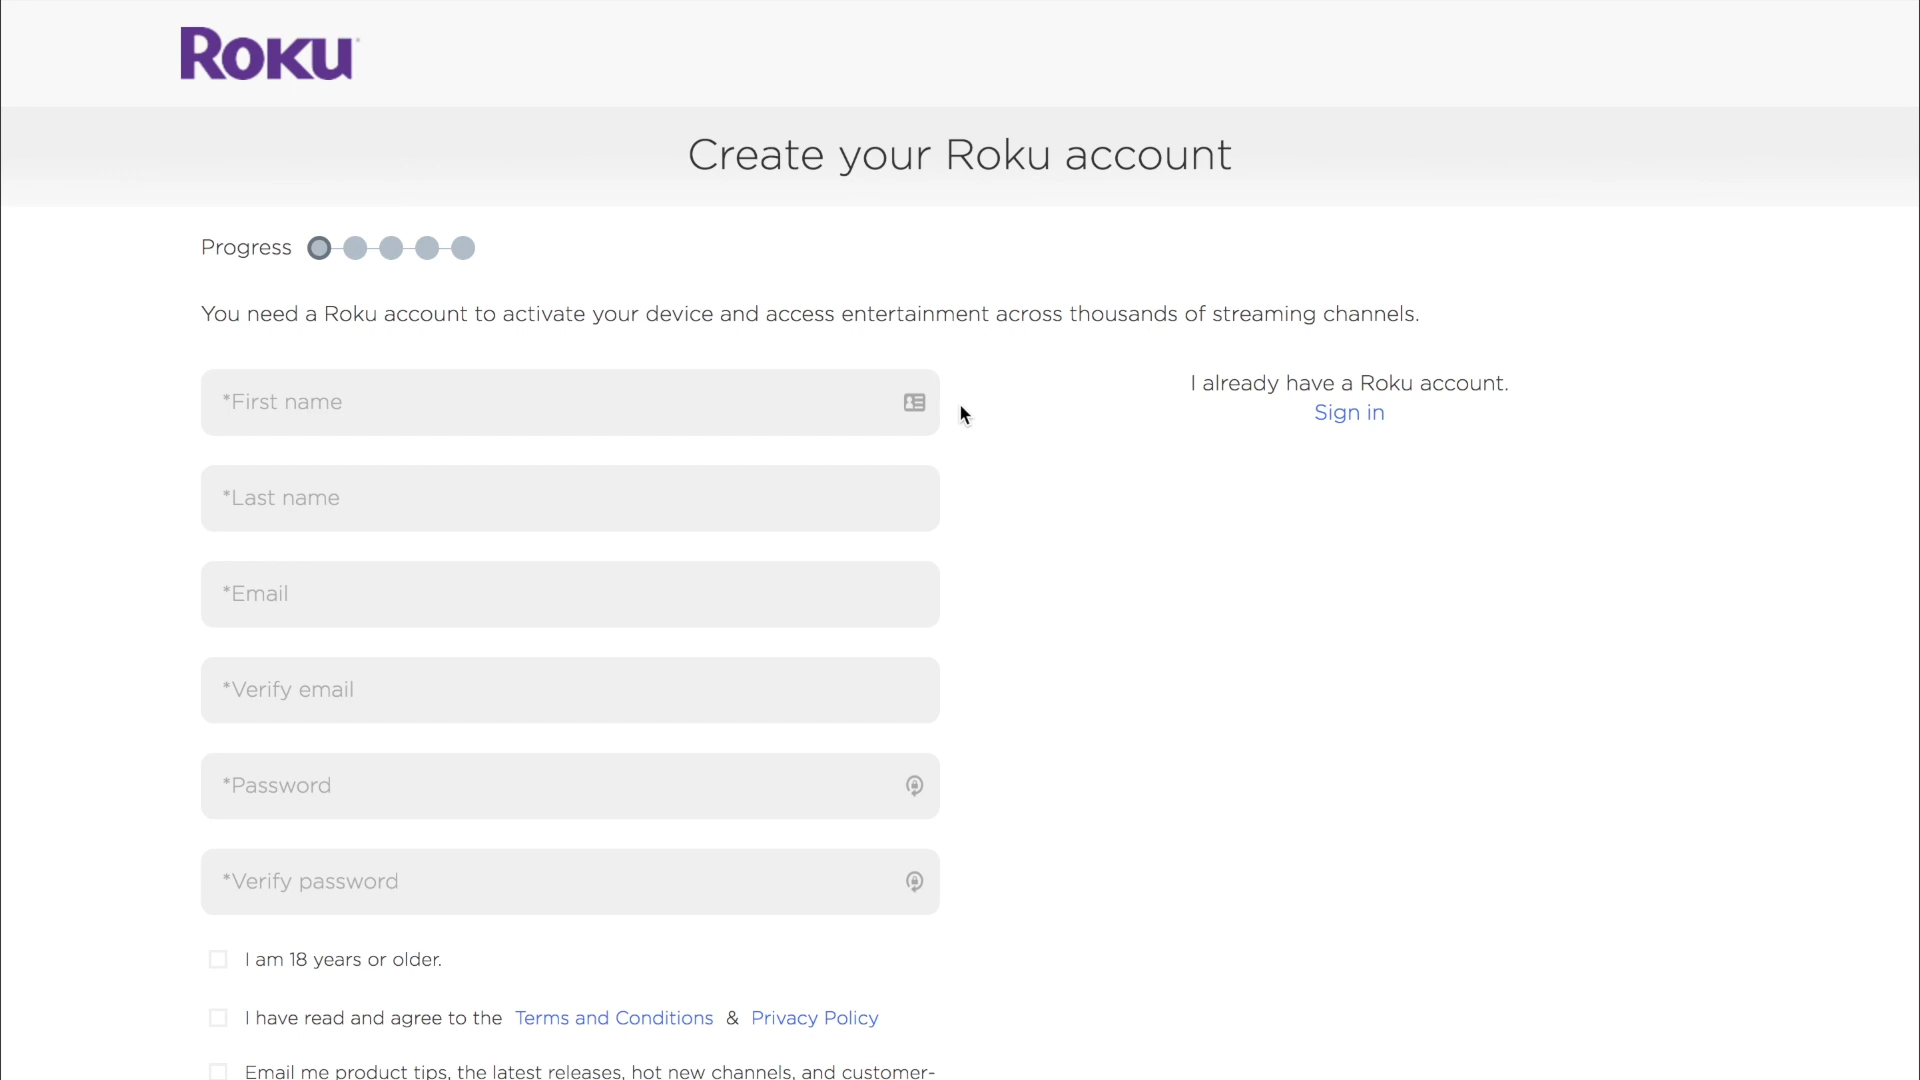 Roku
Create your Roku account
Progress
You need a Roku account to activate your device and access entertainment across thousands of streaming channels.
*First name
I already have a Roku account.
Sign in
*Last name
*Email
*Verify email
*Password
*Verify password
I am 18 years or older.
I have read and agree to the Terms and Conditions & Privacy Policy
Email me product tips, the latest releases, hot new channels, and customer-